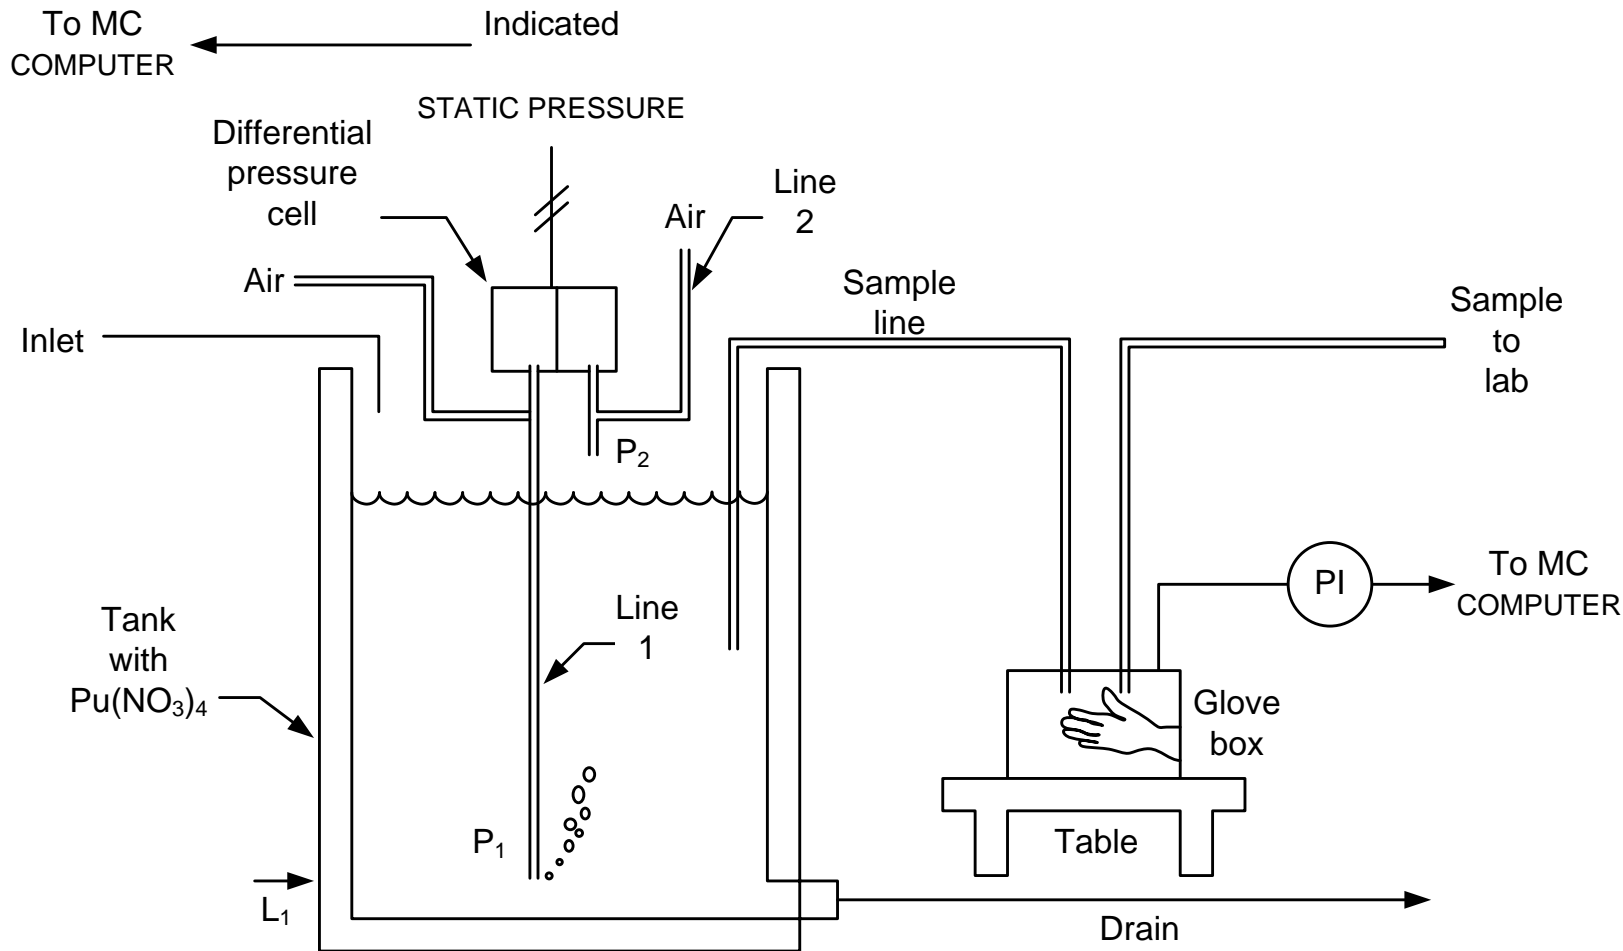 To MC
COMPUTER
Indicated
STATIC PRESSURE
Differential
pressure
cell
Line
2
Air
Air
Sample
line
Sample
to
lab
Inlet
P₂
PI
To MC
COMPUTER
Line
1
Tank
with
Pu(NO₃)₄
Glove
box
P₁
Table
L₁
Drain